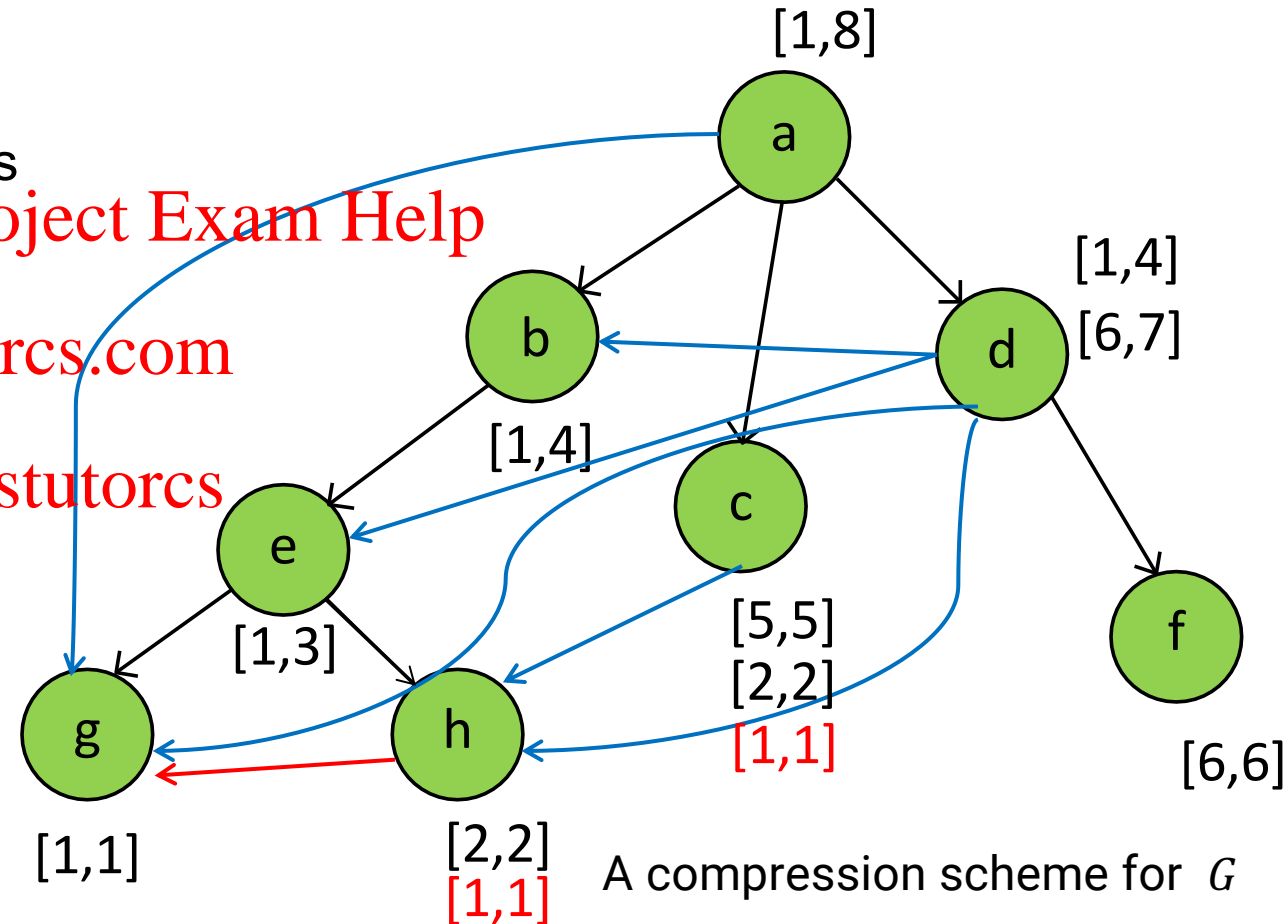 [1,8]
a
s
oject Exam Help
[1,4]
[6,7]
b
d
rcs.com
[1,4]
stutorcs
c
e
[5,5]
f
[1,3]
[2,2]
g
h
[1,1]
[6,6]
[1,1]
[2,2]
[1,1]
A compression scheme for G